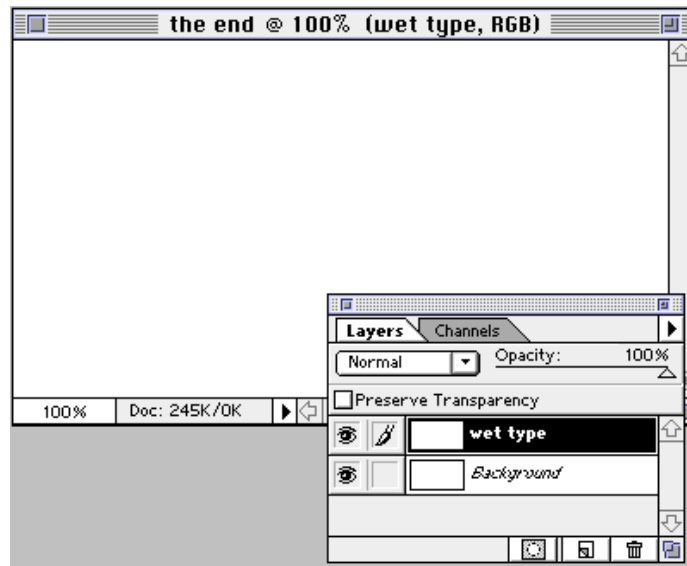 the end @ 100% (wet type, RGB)
Layers Channels
Normal Opacity: 100%
Preserve Transparency
100% Doc: 245K/0K
wet type
Background